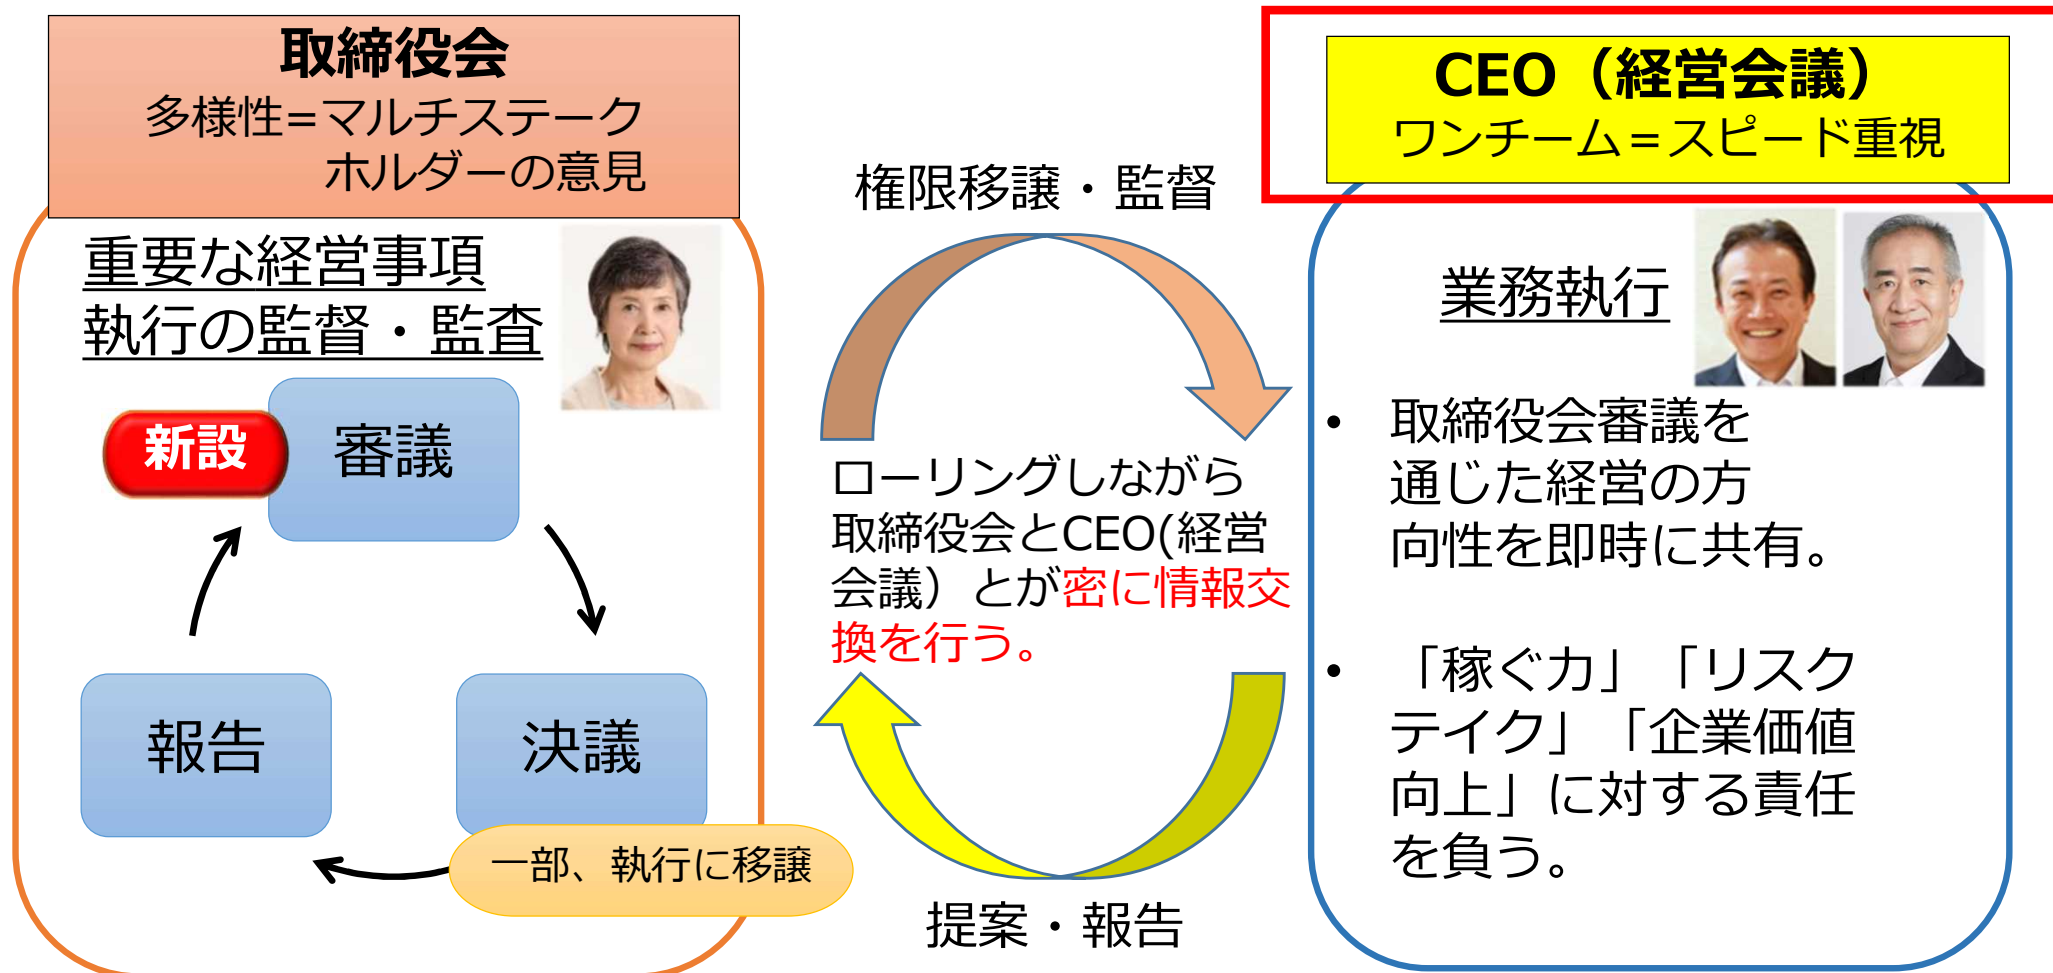 取締役会
多様性=マルチステーク
ホルダーの意見
重要な経営事項
執行の監督・監査
新設
審議
報告
決議
一部、執行に移譲
権限移譲・監督
ローリングしながら
取締役会とCEO(経営
会議）とが密に情報交
換を行う。
提案・報告
CEO（経営会議）
ワンチーム＝スピード重視
業務執行
• 取締役会審議を
通じた経営の方
向性を即時に共有。
• 「稼ぐ力」「リスク
テイク」「企業価値
向上」に対する責任
を負う。